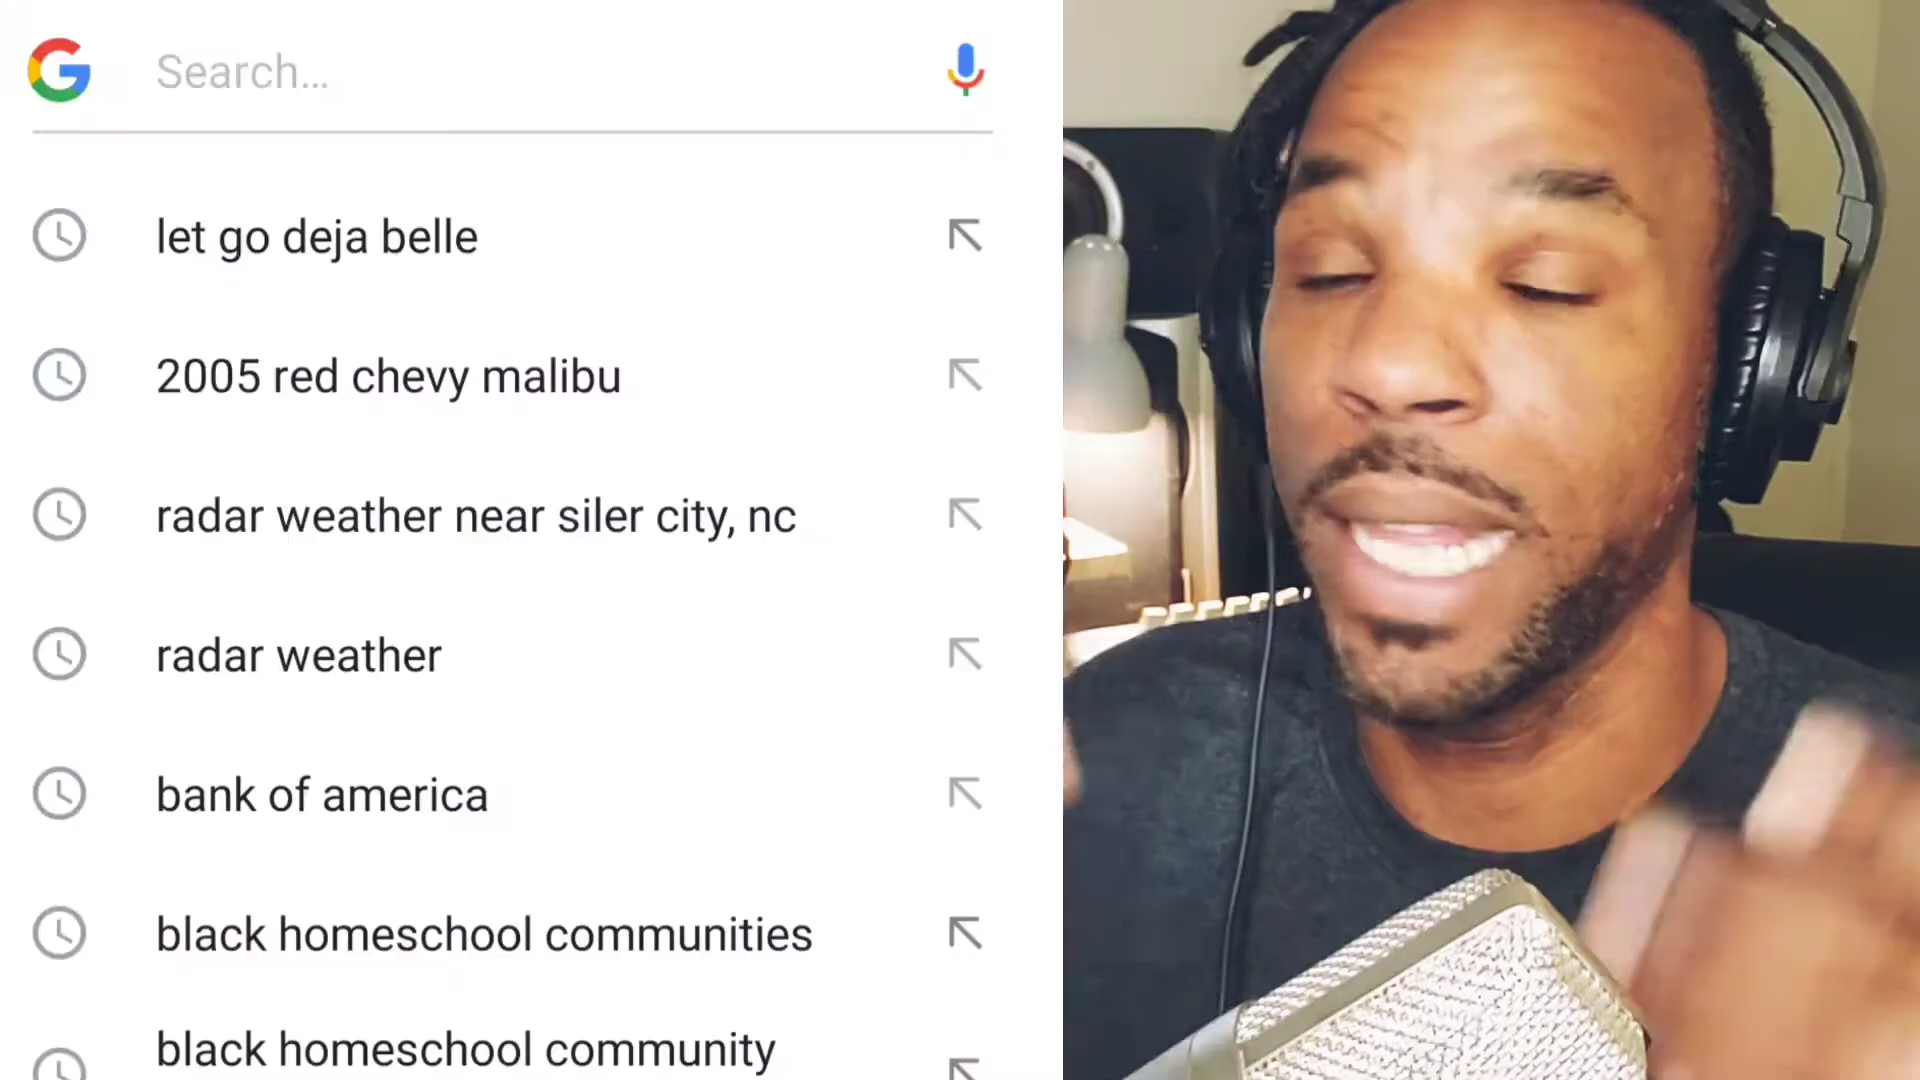 Search...
let go deja belle
2005 red chevy malibu
radar weather near siler city, nc
radar weather
bank of america
black homeschool communities
black homeschool community